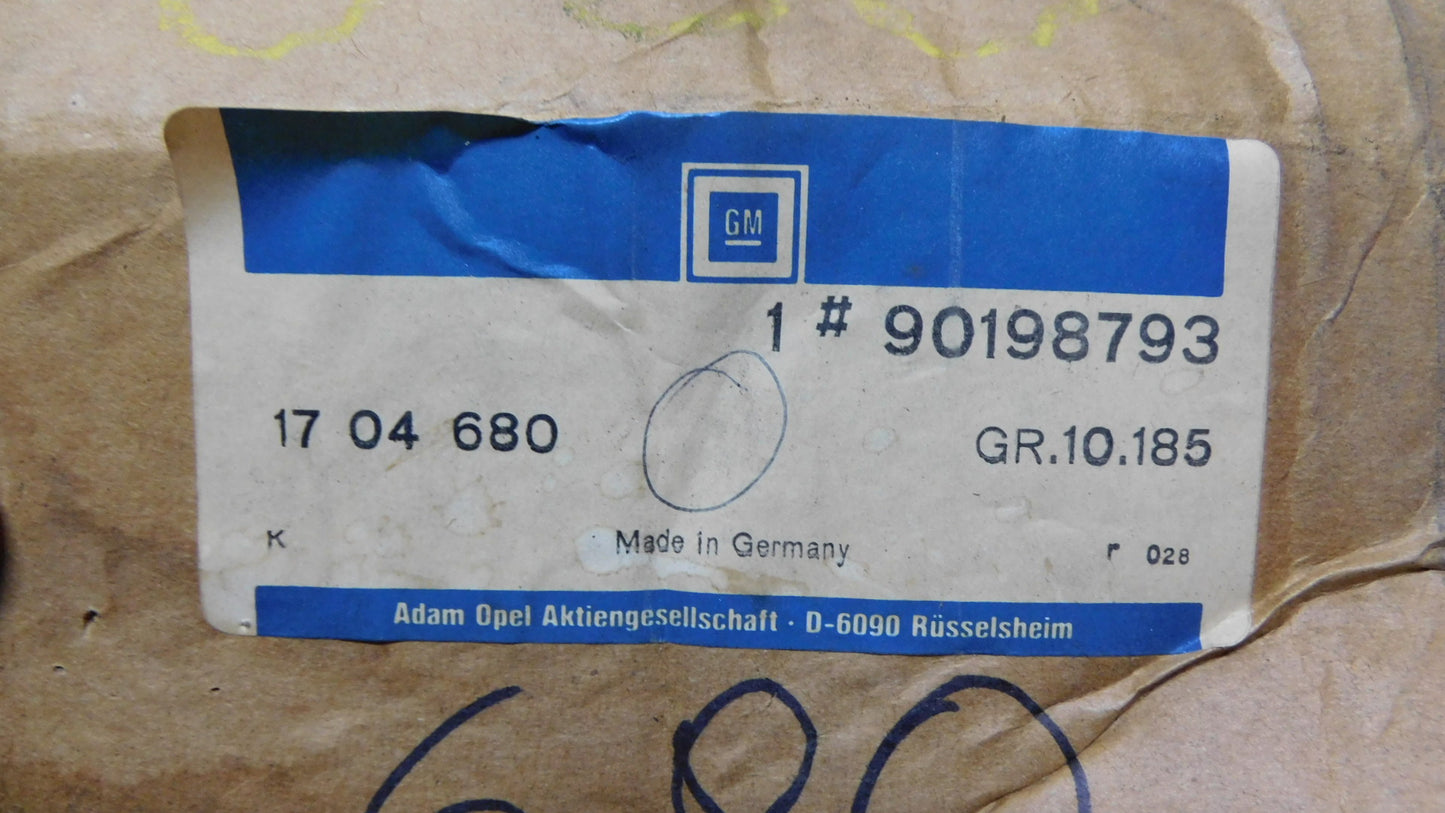 GM
1 # 90198793
17 04 680
GR.10.185
K
Made in Germany
r 028
Adam Opel Aktiengesellschaft · D-6090 Rüsselsheim
680